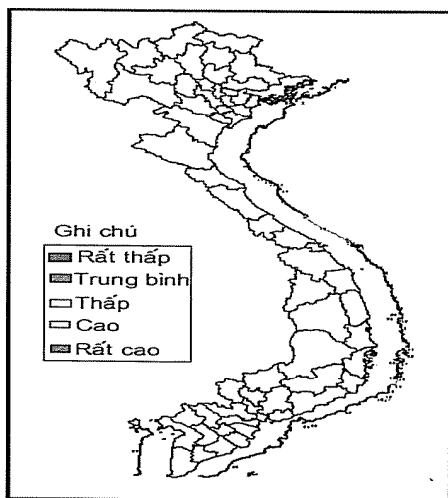 Ghi chú
Rất thấp
Trung bình
Thấp
Cao
Rất cao